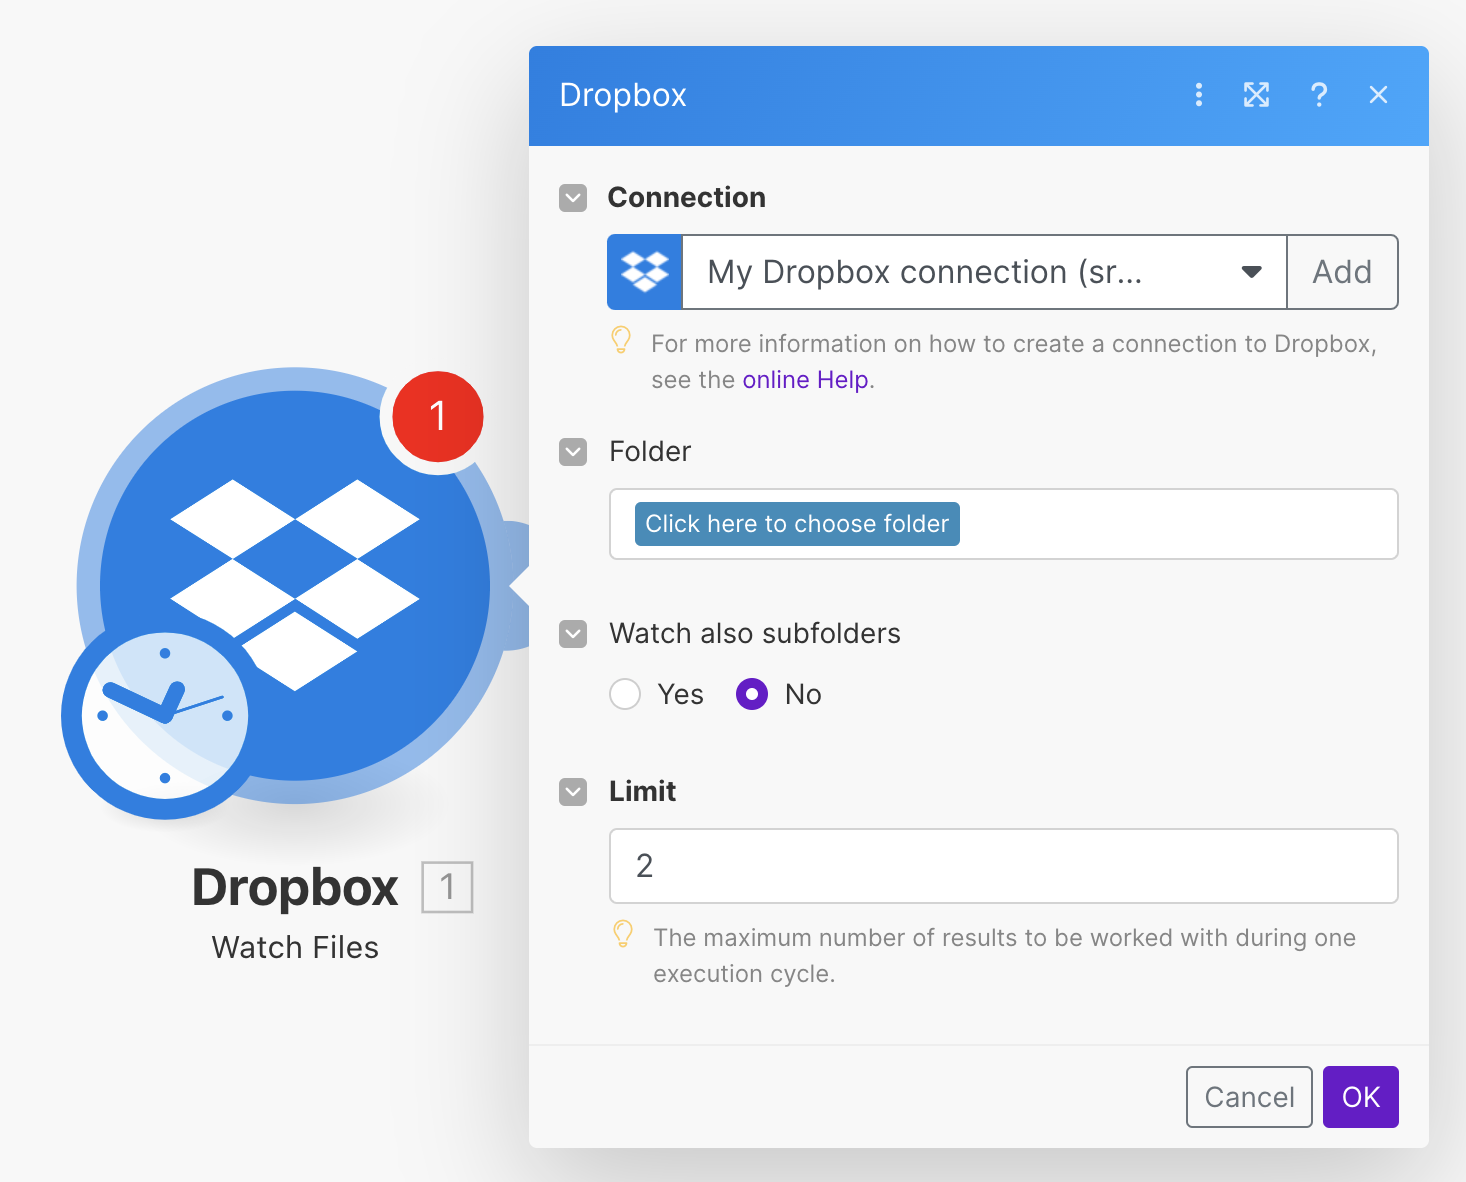 Dropbox
Connection
My Dropbox connection (sr...
Add
For more information on how to create a connection to Dropbox,
see the online Help.
Folder
Click here to choose folder
Watch also subfolders
Yes
No
Limit
2
The maximum number of results to be worked with during one
execution cycle.
Cancel
OK
1
Dropbox 1
Watch Files